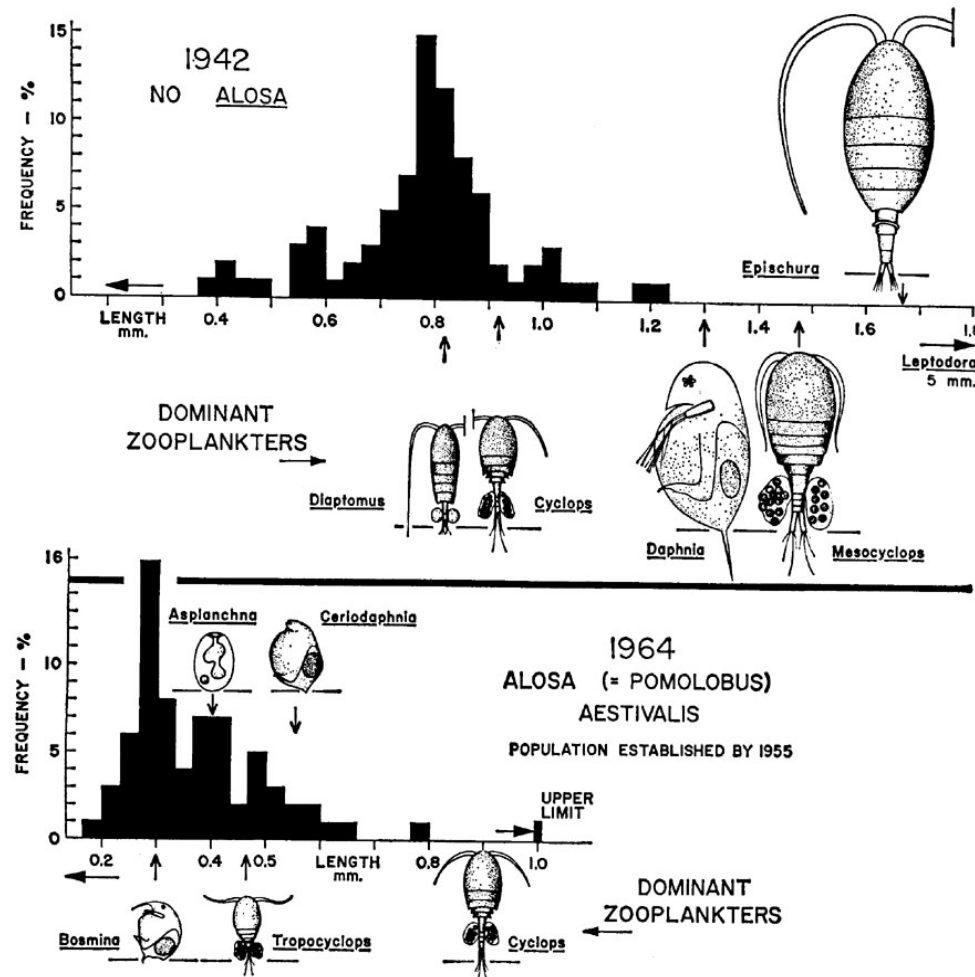 15
1942
NO ALOSA
10
5
0
FREQUENCY - %
Epischura
LENGTH
mm.
0.4
0.6
0.8
1.0
1.2
1.4
1.6
Leptodora
5 mm.
DOMINANT
ZOOPLANKTERS
Diaptomus
Cyclops
Daphnia
Mesocyclops
16
10
5
0
FREQUENCY - %
Asplanchna
Ceriodaphnia
1964
ALOSA (= POMOLOBUS)
AESTIVALIS
POPULATION ESTABLISHED BY 1955
UPPER
LIMIT
0.2
0.4
0.5
LENGTH
mm.
0.8
1.0
Bosmina
Tropocyclops
Cyclops
DOMINANT
ZOOPLANKTERS